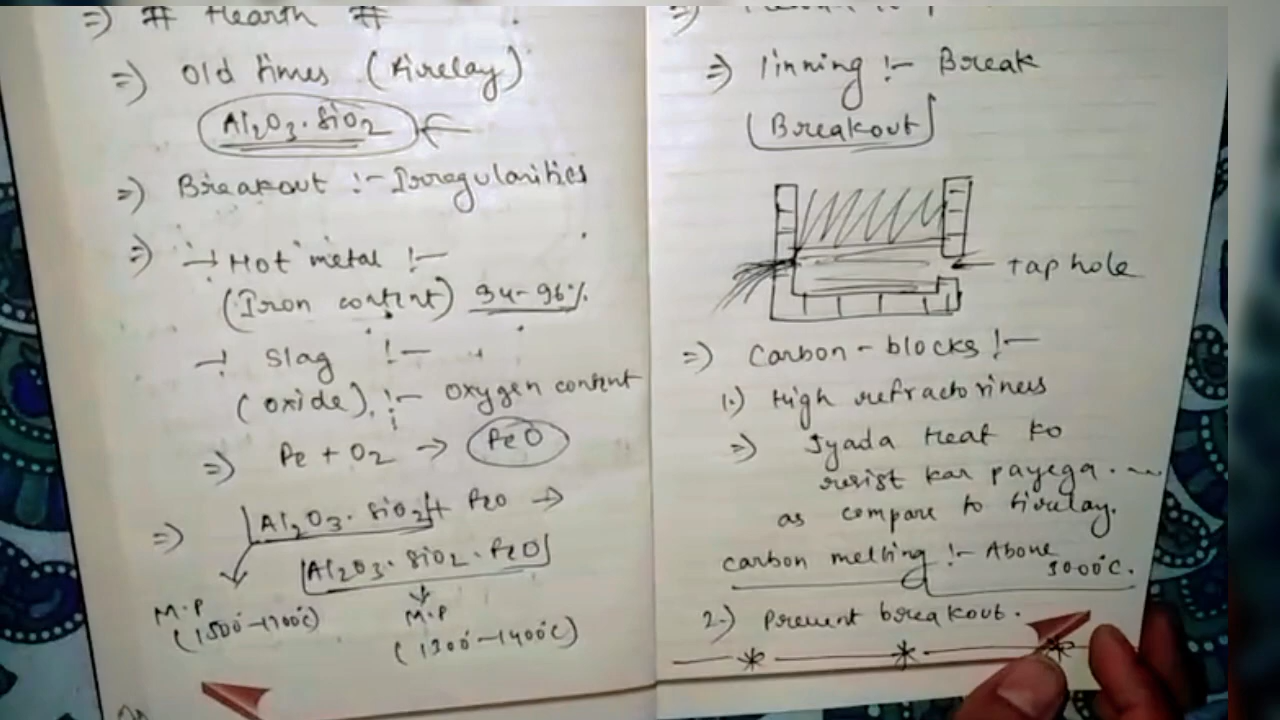 ⇒) # Hearth #
⇒) Old times (Fireclay)
Al₂O₃.SiO₂ ←
⇒) Breakout :- Irregularities
⇒) → Hot metal :-
(Iron content) 94-96%
→ Slag :-
(oxide), :- Oxygen content
⇒) Fe + O₂ → FeO
⇒) Al₂O₃.SiO₂ + FeO →
Al₂O₃.SiO₂.FeO
M.P
(1500°-1700°C)
M.P
(1300°-1400°C)
⇒) linning :- Break
(Breakout)
← Tap hole
⇒) Carbon-blocks :-
1.) High refractoriness
⇒) Jyada heat ko
resist kar payega.
as compare to fireclay.
carbon melting :- Above
3000°C.
2.) Prevent breakout.